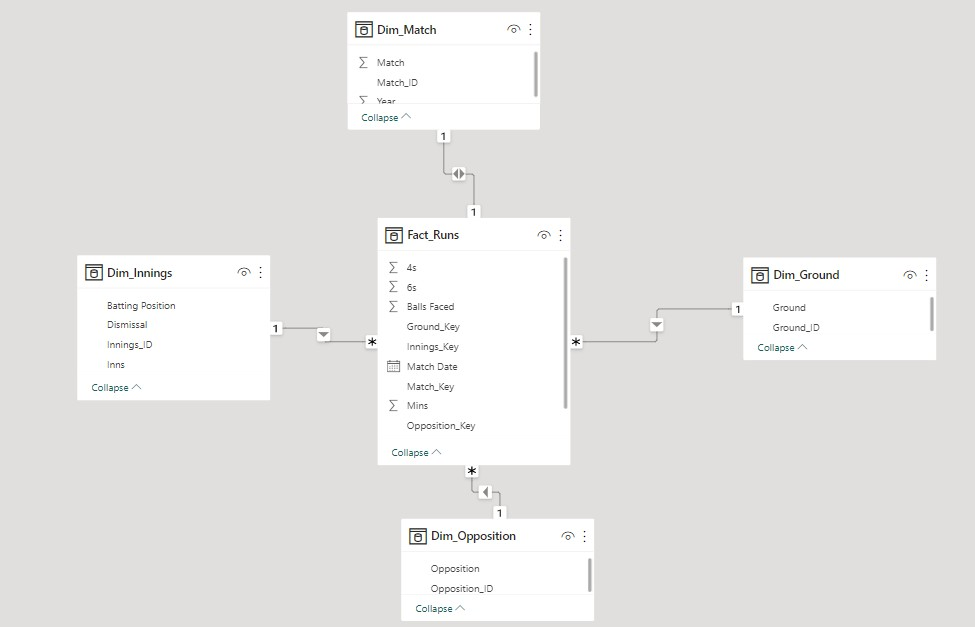 Dim_Match
Match
Match_ID
Year
Collapse
1
1
Fact_Runs
4s
6s
Balls Faced
Ground_Key
Innings_Key
Match Date
Match_Key
Mins
Opposition_Key
Collapse
Dim_Innings
Batting Position
Dismissal
Innings_ID
Inns
Collapse
1
*
Dim_Ground
Ground
Ground_ID
Collapse
1
*
*
1
Dim_Opposition
Opposition
Opposition_ID
Collapse